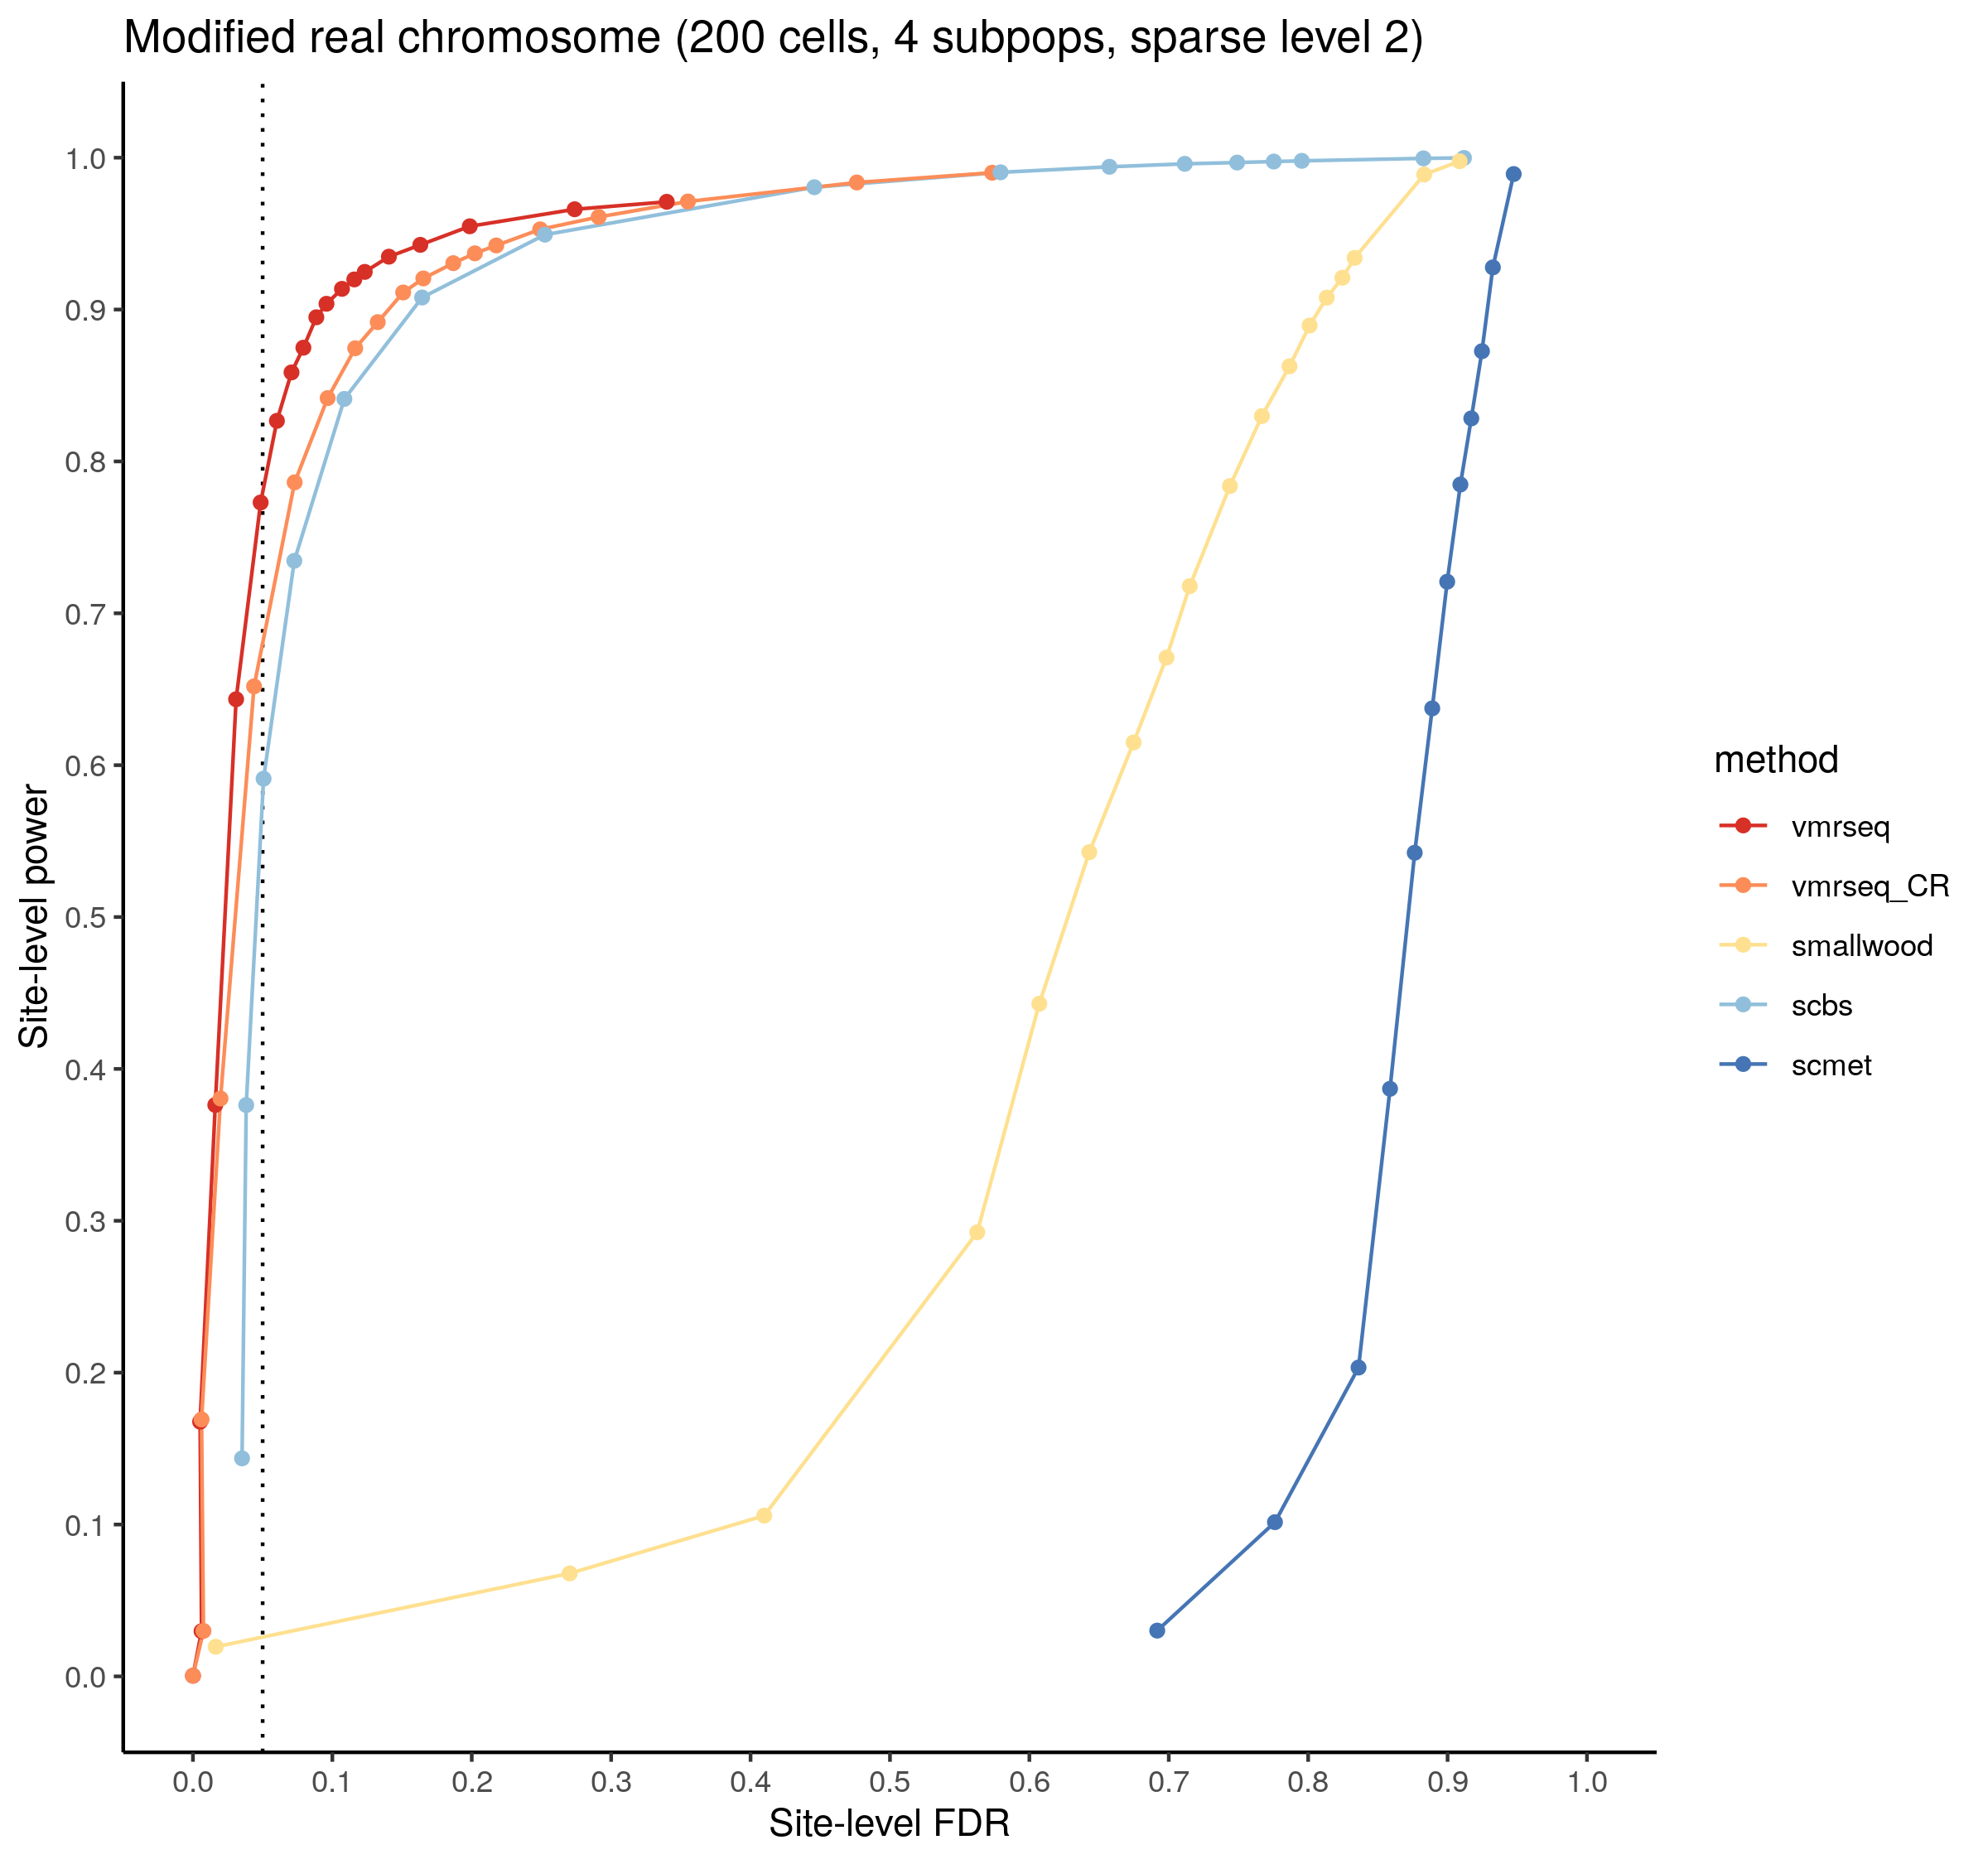 Modified real chromosome (200 cells, 4 subpops, sparse level 2)
Site-level power
1.0
0.9
0.8
0.7
0.6
0.5
0.4
0.3
0.2
0.1
0.0
0.0 0.1 0.2 0.3 0.4 0.5 0.6 0.7 0.8 0.9 1.0
Site-level FDR
method
vmrseq
vmrseq_CR
smallwood
scbs
scmet